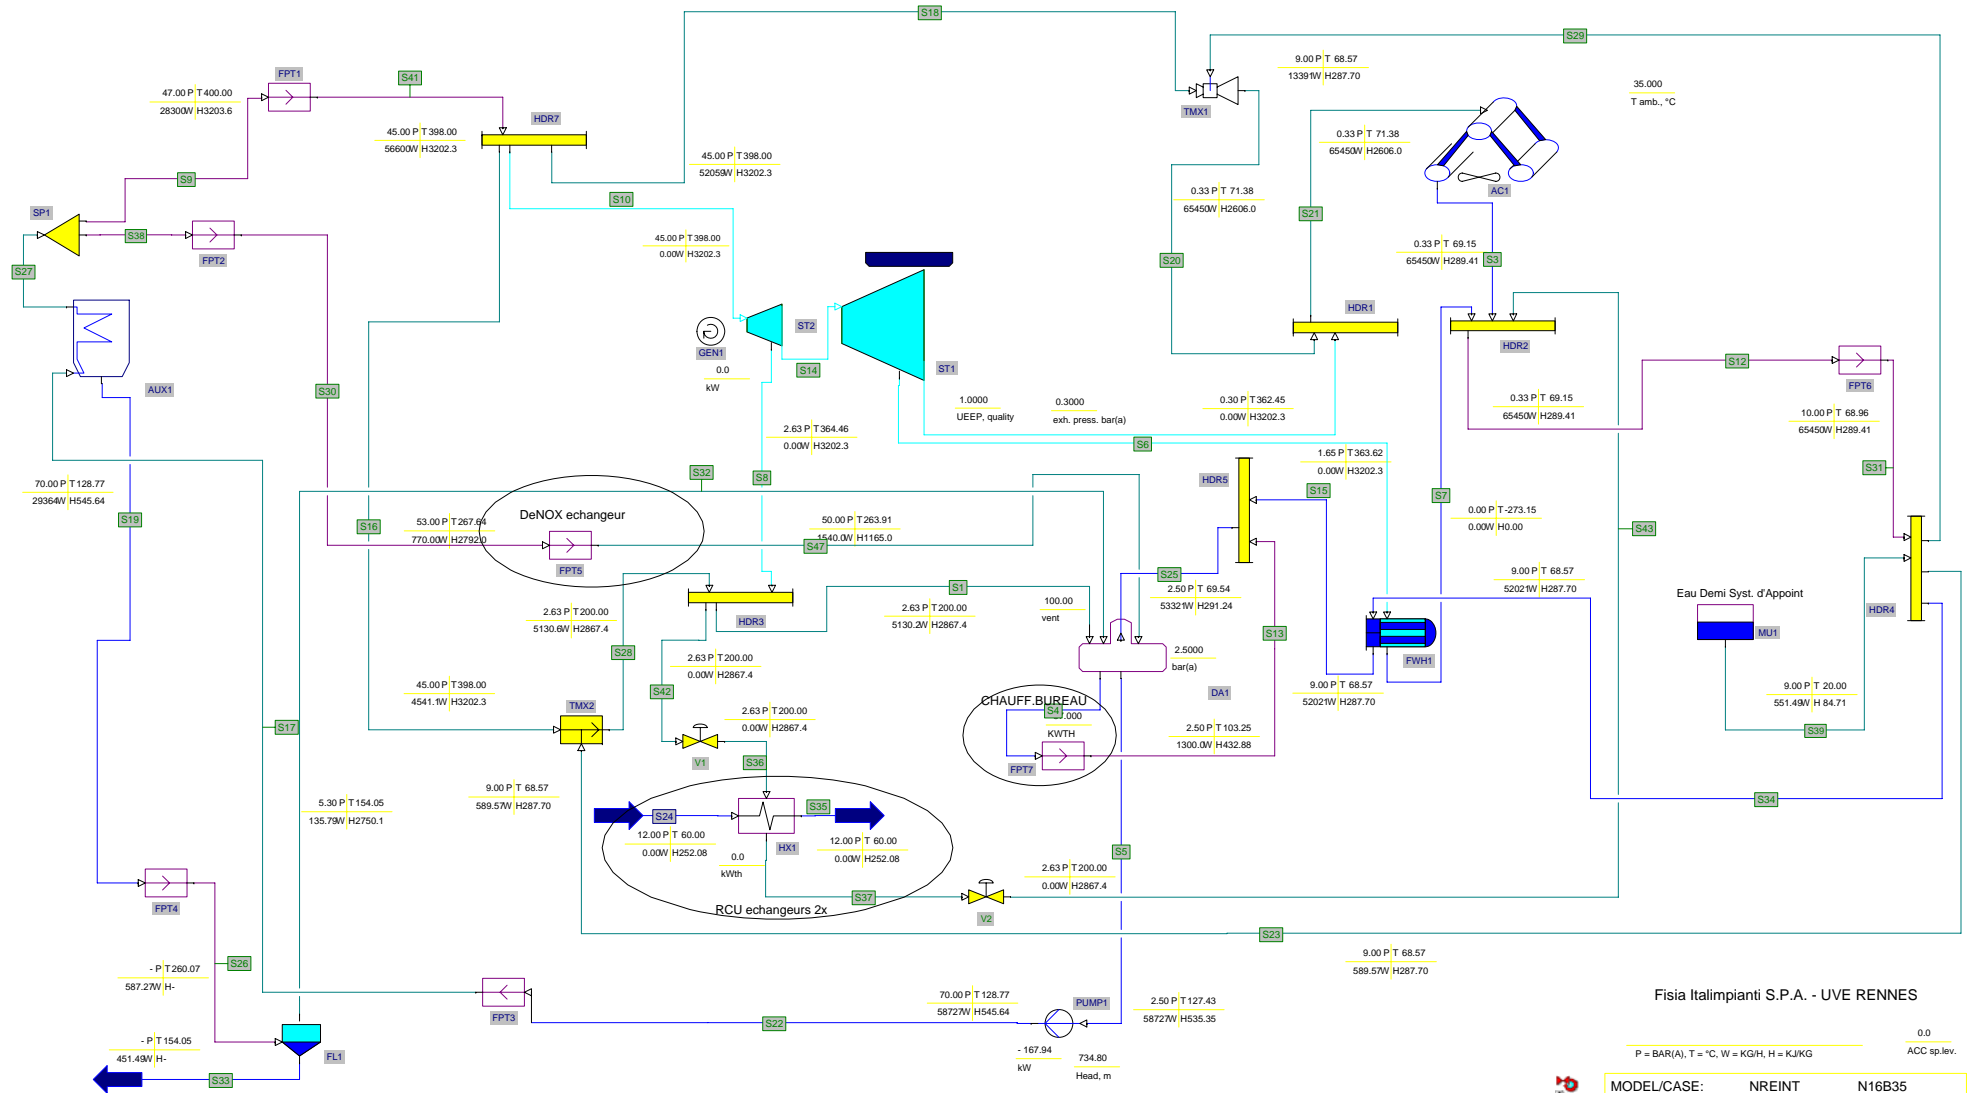 S18
S29
FPT1
S41
47.00 P T 400.00
28300W H3203.6
HDR7
45.00 P T 398.00
56600W H3202.3
45.00 P T 398.00
52059W H3202.3
TMX1
9.00 P T 68.57
13391W H287.70
35.000
T amb., °C
0.33 P T 71.38
65450W H2606.0
AC1
S9
S10
0.33 P T 71.38
65450W H2606.0
S21
SP1
S38
FPT2
45.00 P T 398.00
0.00W H3202.3
S20
0.33 P T 69.15
65450W H289.41
S3
S27
HDR1
HDR2
ST2
GEN1
0.0
kW
S14
ST1
S12
FPT6
AUX1
S30
1.0000
UEEP, quality
0.3000
exh. press. bar(a)
0.30 P T 362.45
0.00W H3202.3
0.33 P T 69.15
65450W H289.41
10.00 P T 68.96
65450W H289.41
2.63 P T 364.46
0.00W H3202.3
S6
1.65 P T 363.62
0.00W H3202.3
S31
S32
S8
HDR5
S15
S7
70.00 P T 128.77
29364W H545.64
S19
S16
DeNOX echangeur
53.00 P T 267.64
770.00W H2792.0
50.00 P T 263.91
1540.0W H1165.0
S47
FPT5
0.00 P T -273.15
0.00W H0.00
S43
S25
2.50 P T 69.54
53321W H291.24
9.00 P T 68.57
52021W H287.70
S1
2.63 P T 200.00
5130.6W H2867.4
HDR3
2.63 P T 200.00
5130.2W H2867.4
100.00
vent
Eau Demi Syst. d'Appoint
MU1
HDR4
S28
S13
2.5000
bar(a)
DA1
FWH1
2.63 P T 200.00
0.00W H2867.4
S42
45.00 P T 398.00
4541.1W H3202.3
TMX2
CHAUFF.BUREAU
S4
.000
KWTH
FPT7
9.00 P T 68.57
52021W H287.70
9.00 P T 20.00
551.49W H 84.71
S39
2.63 P T 200.00
0.00W H2867.4
S17
V1
S36
2.50 P T 103.25
1300.0W H432.88
9.00 P T 68.57
589.57W H287.70
5.30 P T 154.05
135.79W H2750.1
S34
S24
S35
12.00 P T 60.00
0.00W H252.08
HX1
12.00 P T 60.00
0.00W H252.08
0.0
kWth
S5
2.63 P T 200.00
0.00W H2867.4
S37
V2
RCU echangeurs 2x
FPT4
S23
9.00 P T 68.57
589.57W H287.70
- P T 260.07
587.27W H-
S26
FPT3
70.00 P T 128.77
58727W H545.64
PUMP1
2.50 P T 127.43
58727W H535.35
S22
Fisia Italimpianti S.P.A. - UVE RENNES
- P T 154.05
451.49W H-
FL1
S33
- 167.94
kW
734.80
Head, m
0.0
ACC sp.lev.
P = BAR(A), T = °C, W = KG/H, H = KJ/KG
MODEL/CASE: NREINT N16B35